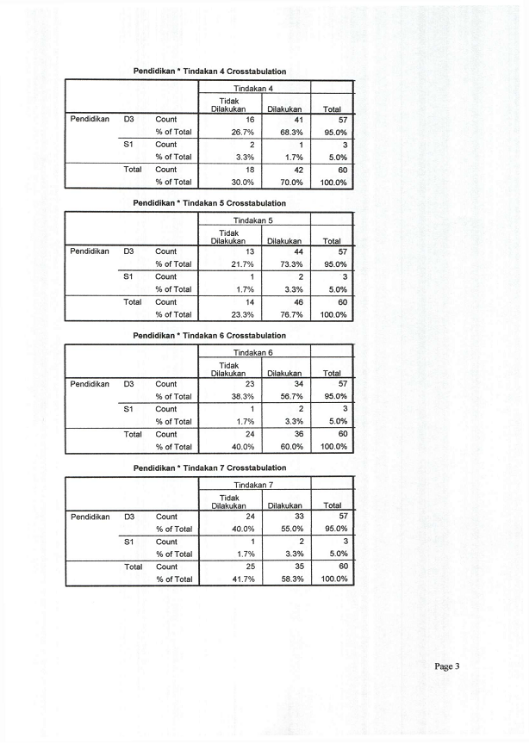 Pendidikan * Tindakan 4 Crosstabulation
Tindakan 4
Tidak
Dilakukan Dilakukan Total
Pendidikan D3 Count 16 41 57
% of Total 26.7% 68.3% 95.0%
S1 Count 2 1 3
% of Total 3.3% 1.7% 5.0%
Total Count 18 42 60
% of Total 30.0% 70.0% 100.0%
Pendidikan * Tindakan 5 Crosstabulation
Tindakan 5
Tidak
Dilakukan Dilakukan Total
Pendidikan D3 Count 13 44 57
% of Total 21.7% 73.3% 95.0%
S1 Count 1 2 3
% of Total 1.7% 3.3% 5.0%
Total Count 14 46 60
% of Total 23.3% 76.7% 100.0%
Pendidikan * Tindakan 6 Crosstabulation
Tindakan 6
Tidak
Dilakukan Dilakukan Total
Pendidikan D3 Count 23 34 57
% of Total 38.3% 56.7% 95.0%
S1 Count 1 2 3
% of Total 1.7% 3.3% 5.0%
Total Count 24 36 60
% of Total 40.0% 60.0% 100.0%
Pendidikan * Tindakan 7 Crosstabulation
Tindakan 7
Tidak
Dilakukan Dilakukan Total
Pendidikan D3 Count 24 33 57
% of Total 40.0% 55.0% 95.0%
S1 Count 1 2 3
% of Total 1.7% 3.3% 5.0%
Total Count 25 35 60
% of Total 41.7% 58.3% 100.0%
Page 3